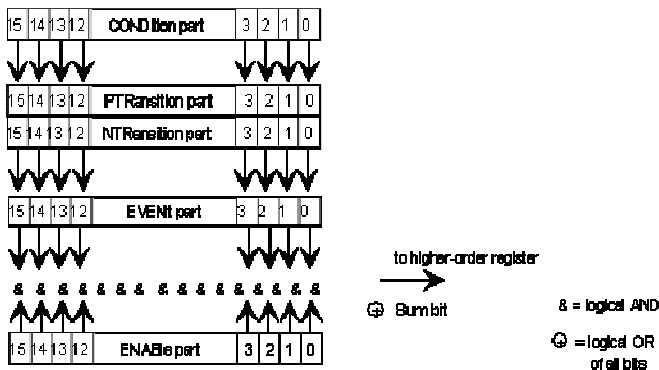 15 14 13 12 CONDition part 3 2 1 0
15 14 13 12 PTRansition part 3 2 1 0
15 14 13 12 NTRansition part 3 2 1 0
15 14 13 12 EVENt part 3 2 1 0
to higher-order register
& & & & & & & & & & & & & & & &
Sum bit
& = logical AND
15 14 13 12 ENABle part 3 2 1 0
= logical OR
of all bits